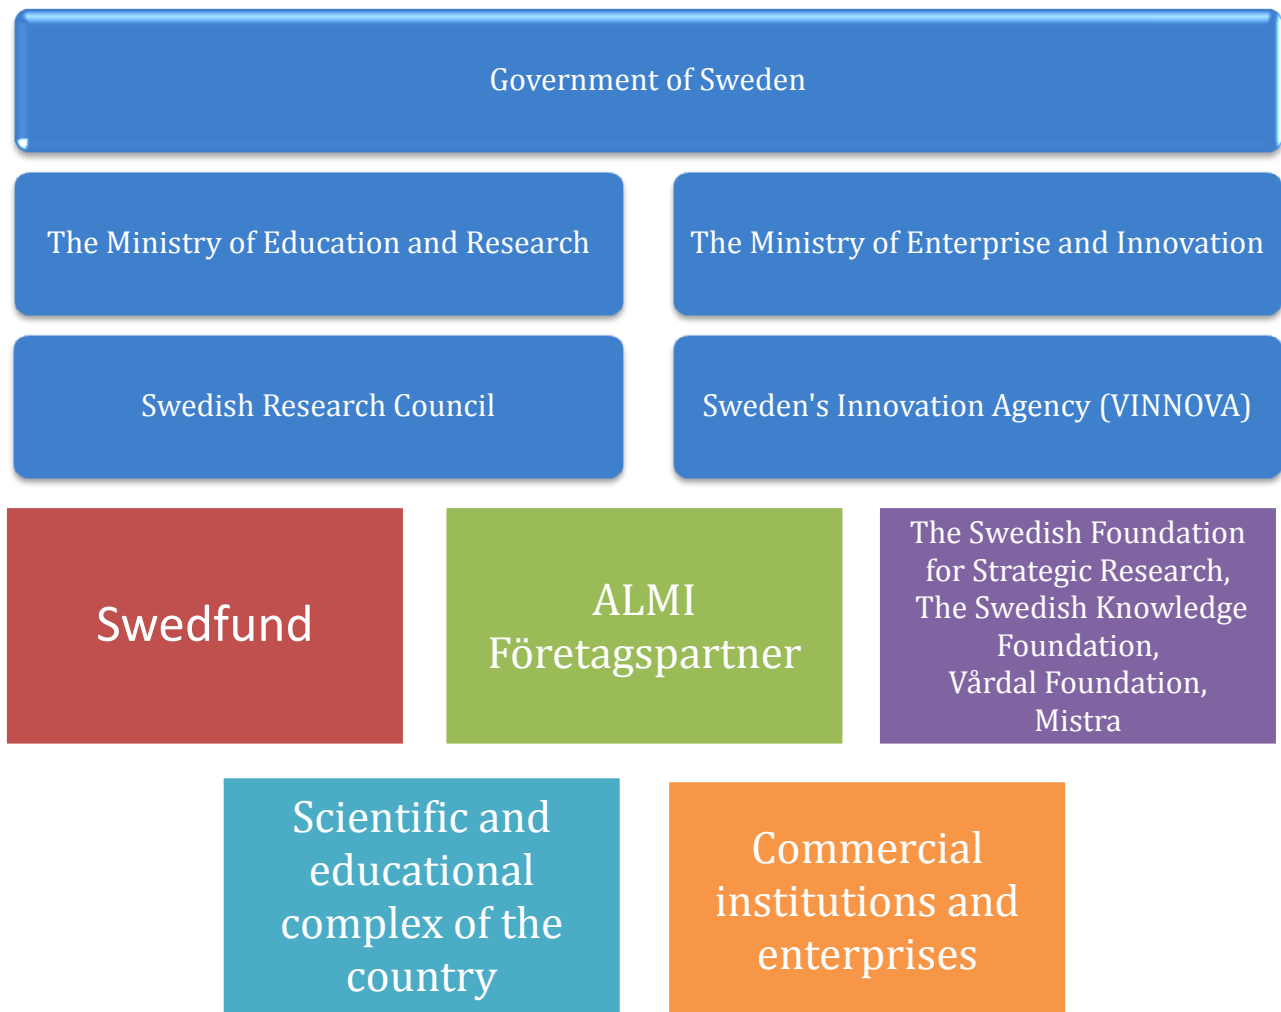 Government of Sweden
The Ministry of Education and Research
The Ministry of Enterprise and Innovation
Swedish Research Council
Sweden's Innovation Agency (VINNOVA)
Swedfund
ALMI
Företagspartner
The Swedish Foundation
for Strategic Research,
The Swedish Knowledge
Foundation,
Vårdal Foundation,
Mistra
Scientific and
educational
complex of the
country
Commercial
institutions and
enterprises